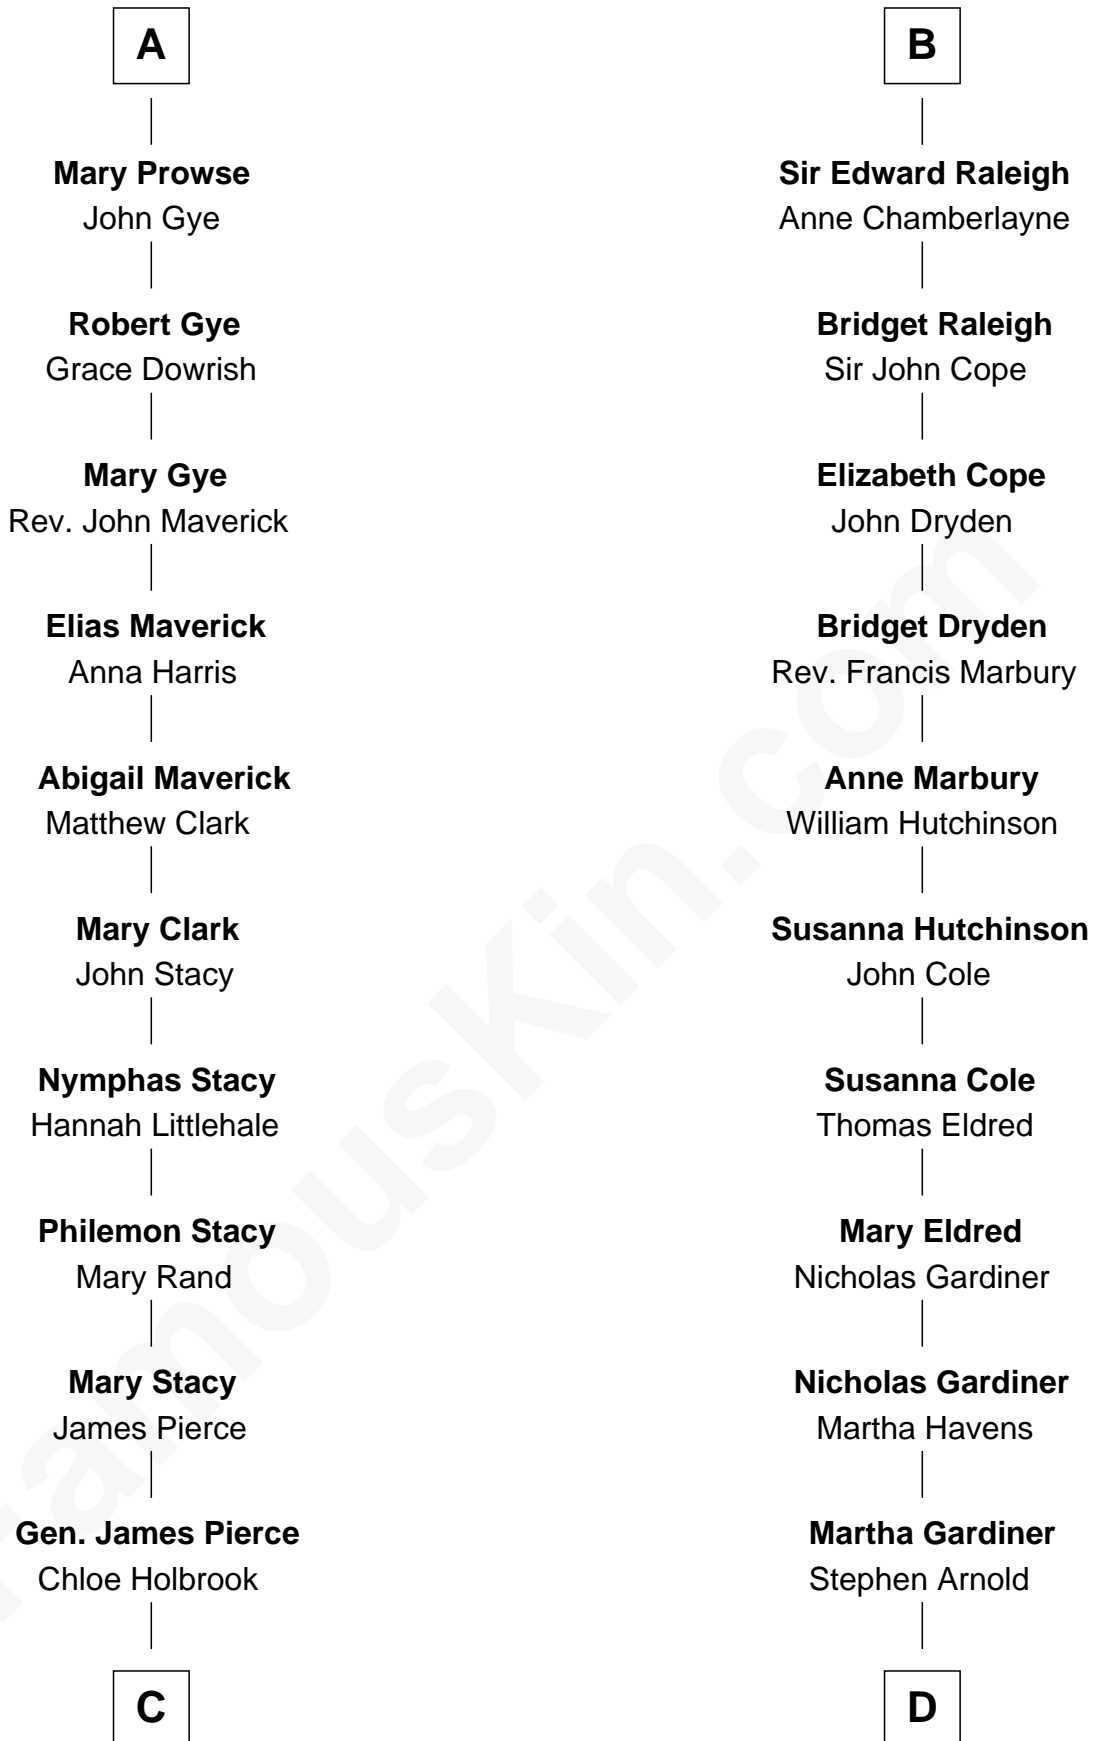 A
Mary Prowse
John Gye
Robert Gye
Grace Dowrish
Mary Gye
Rev. John Maverick
Elias Maverick
Anna Harris
Abigail Maverick
Matthew Clark
Mary Clark
John Stacy
Nymphas Stacy
Hannah Littlehale
Philemon Stacy
Mary Rand
Mary Stacy
James Pierce
Gen. James Pierce
Chloe Holbrook
C
B
Sir Edward Raleigh
Anne Chamberlayne
Bridget Raleigh
Sir John Cope
Elizabeth Cope
John Dryden
Bridget Dryden
Rev. Francis Marbury
Anne Marbury
William Hutchinson
Susanna Hutchinson
John Cole
Susanna Cole
Thomas Eldred
Mary Eldred
Nicholas Gardiner
Nicholas Gardiner
Martha Havens
Martha Gardiner
Stephen Arnold
D
FamousKin.com